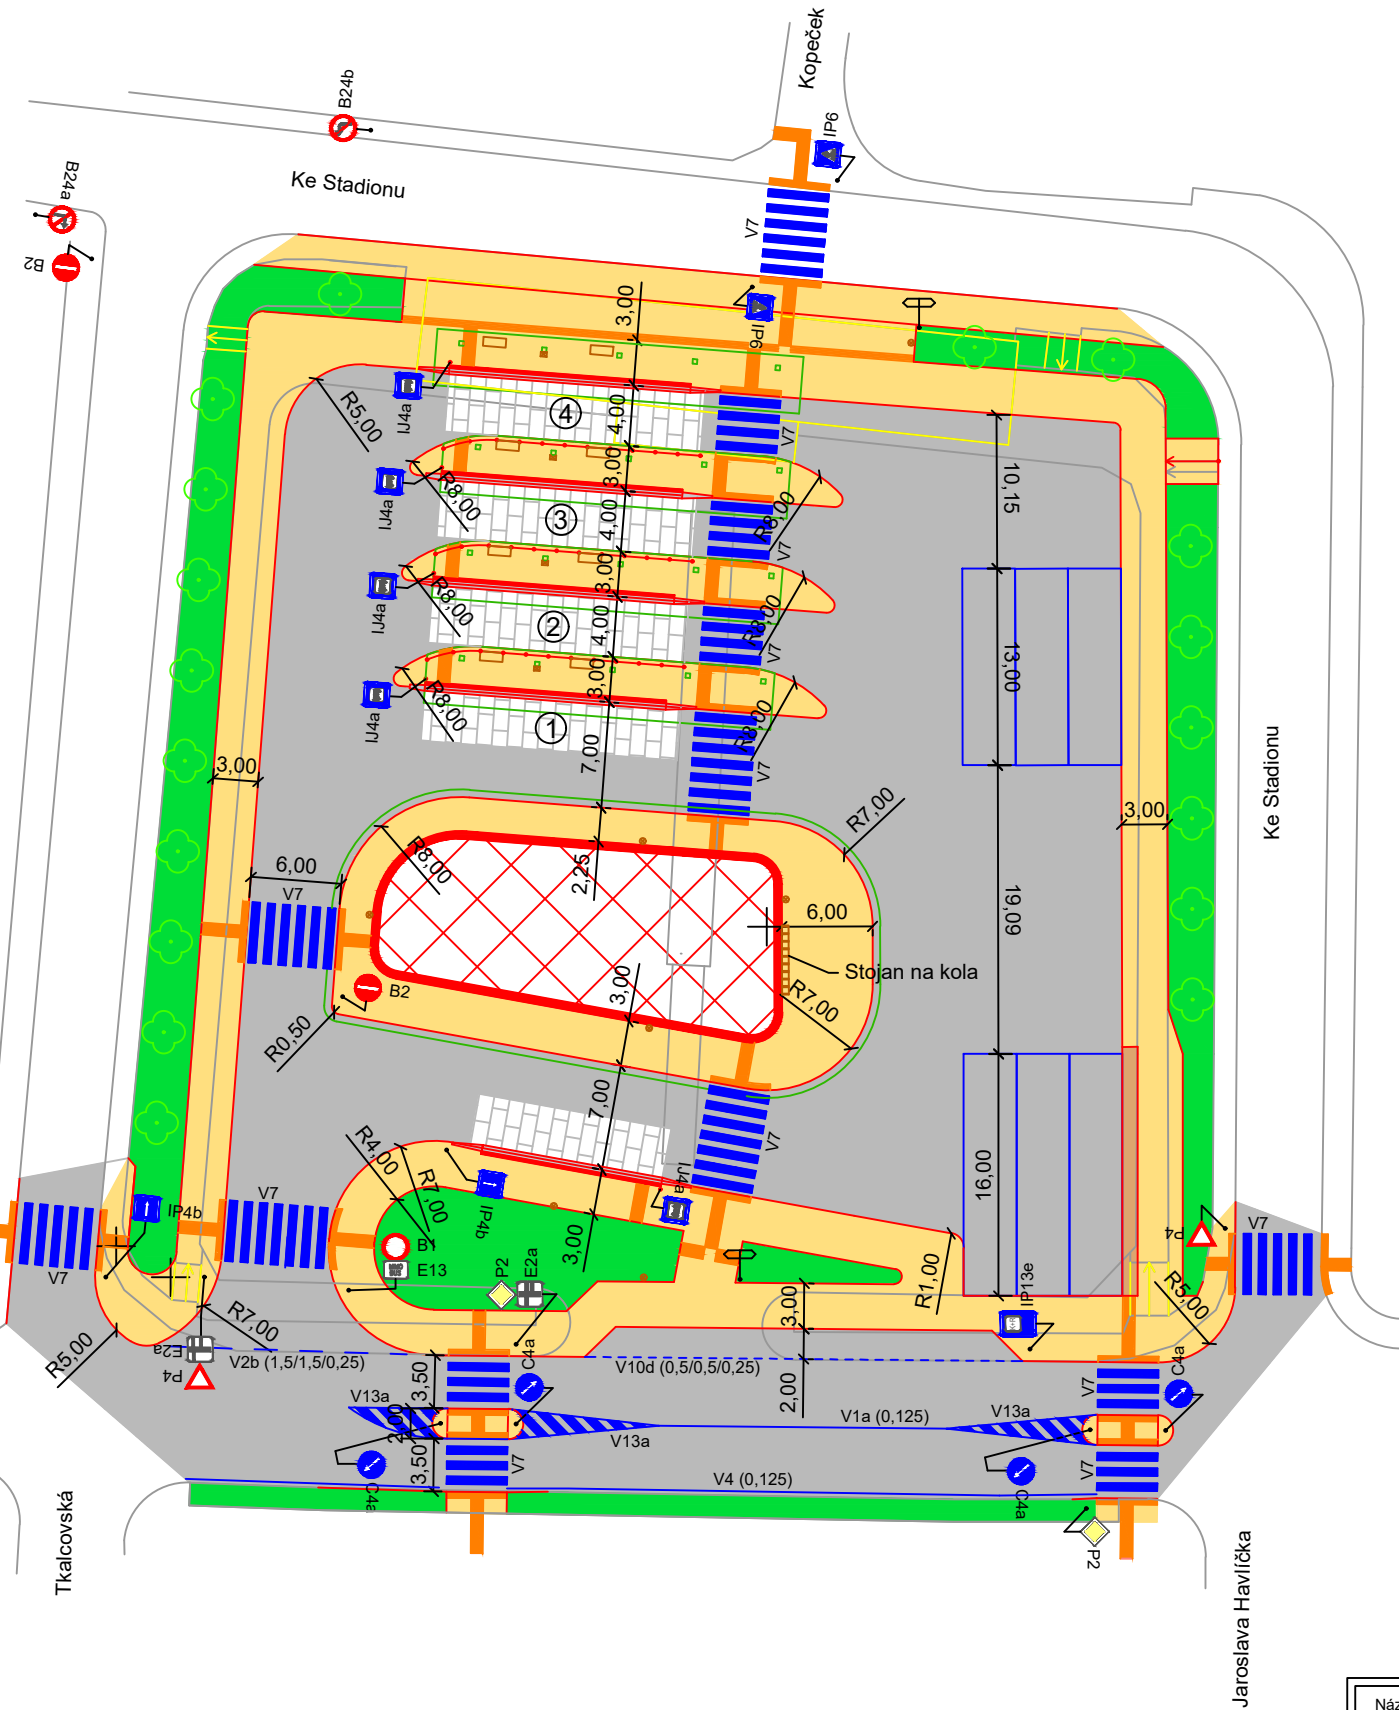 Kopeček
B24b
IP6
B24a
Ke Stadionu
B2
V7
3,00
IP6
IJ4a
R5,00
4
4,00
V7
10,15
3,00
IJ4a
R8,00
3
4,00
R8,00
V7
3,00
IJ4a
R8,00
2
4,00
R8,00
V7
13,00
3,00
IJ4a
R8,00
1
7,00
R8,00
V7
3,00
3,00
Ke Stadionu
R7,00
R8,00
2,25
6,00
V7
6,00
19,09
Stojan na kola
3,00
B2
R7,00
R0,50
7,00
V7
R4,00
R7,00
IJ4a
16,00
IP4b
V7
IP4b
V7
3,00
B1
E13
MIMO BUS
P2
E2a
R1,00
P4
V7
IP13e
K+R
3,00
R5,00
R7,00
R5,00
E2a
P4
V2b (1,5/1,5/0,25)
3,50
C4a
V10d (0,5/0,5/0,25)
2,00
C4a
V7
V13a
2,00
V13a
V1a (0,125)
V13a
3,50
V7
C4a
V4 (0,125)
C4a
V7
P2
Tkalcovská
Jaroslava Havlíčka
Náz